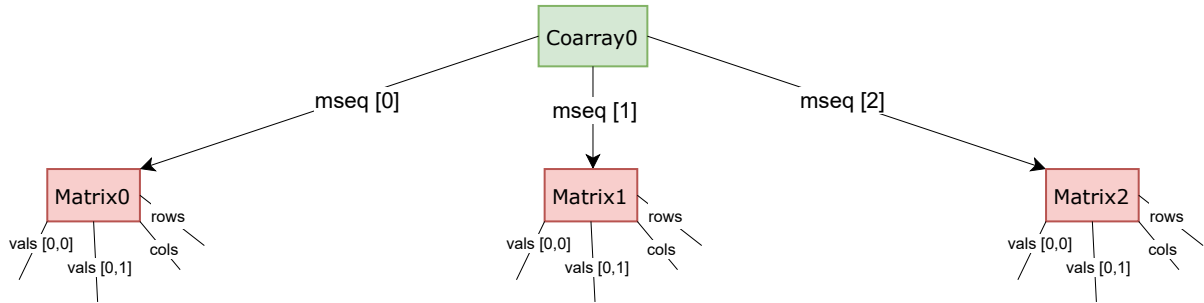 Coarray0
mseq [0]
mseq [1]
mseq [2]
Matrix0
rows
vals [0,0]
cols
vals [0,1]
Matrix1
rows
vals [0,0]
cols
vals [0,1]
Matrix2
rows
vals [0,0]
cols
vals [0,1]